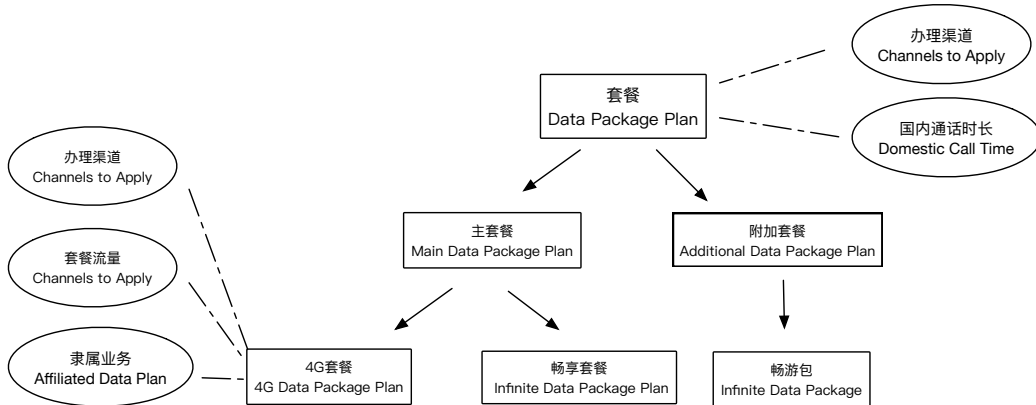 办理渠道
Channels to Apply
套餐
Data Package Plan
国内通话时长
Domestic Call Time
办理渠道
Channels to Apply
主套餐
Main Data Package Plan
附加套餐
Additional Data Package Plan
套餐流量
Channels to Apply
隶属业务
Affiliated Data Plan
4G套餐
4G Data Package Plan
畅享套餐
Infinite Data Package Plan
畅游包
Infinite Data Package